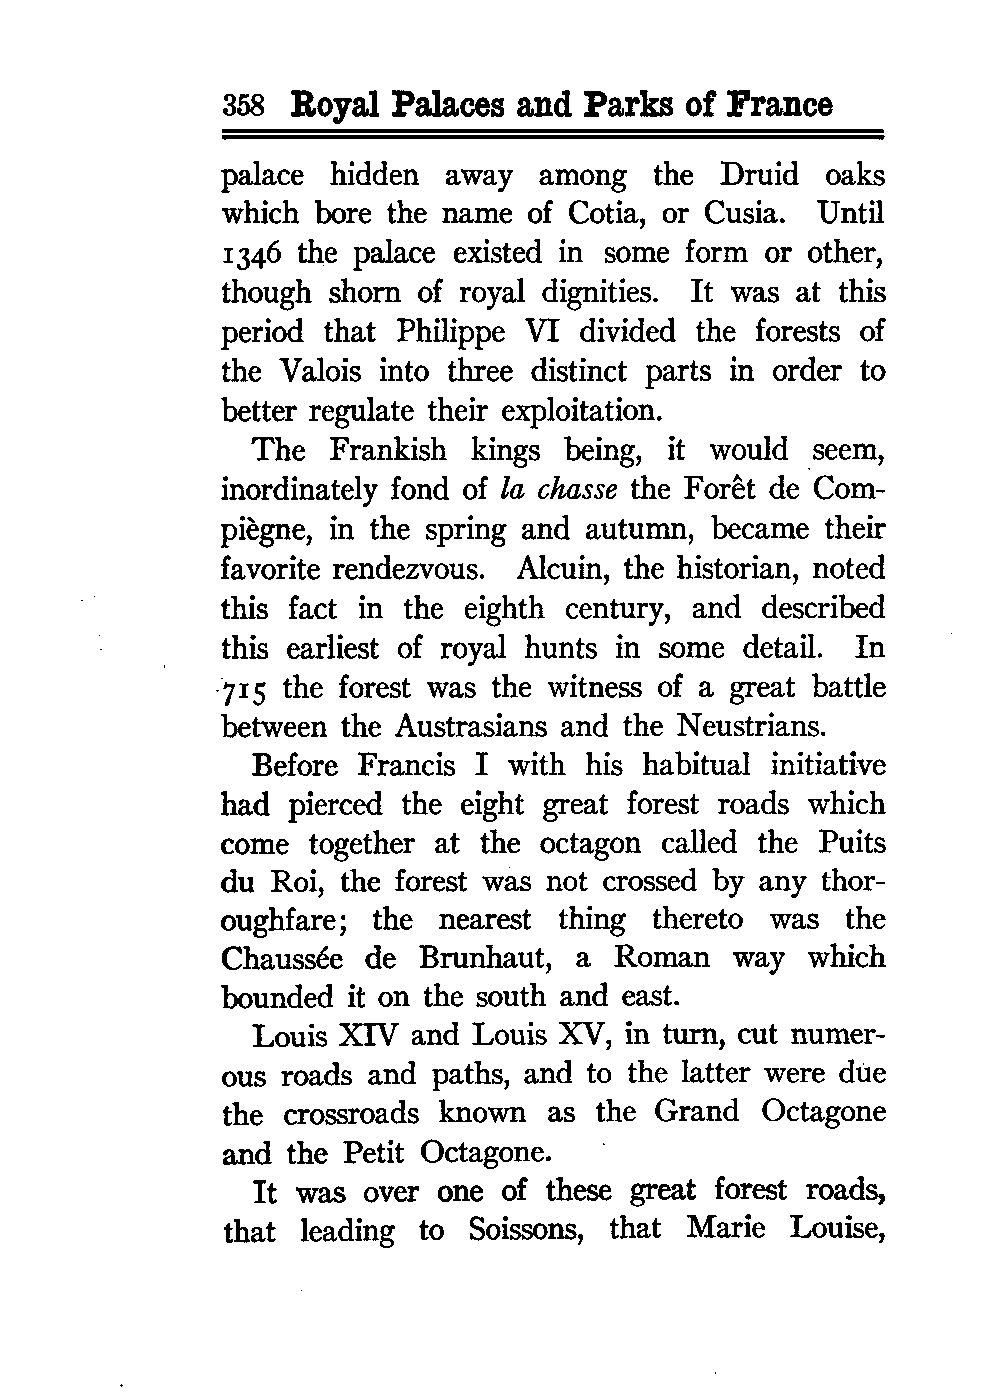 358 Royal Palaces and Parks of France
palace hidden away among the Druid oaks
which bore the name of Cotia, or Cusia. Until
1346 the palace existed in some form or other,
though shorn of royal dignities. It was at this
period that Philippe VI divided the forests of
the Valois into three distinct parts in order to
better regulate their exploitation.
The Frankish kings being, it would seem,
inordinately fond of la chasse the Forêt de Com-
piègne, in the spring and autumn, became their
favorite rendezvous. Alcuin, the historian, noted
this fact in the eighth century, and described
this earliest of royal hunts in some detail. In
715 the forest was the witness of a great battle
between the Austrasians and the Neustrians.
Before Francis I with his habitual initiative
had pierced the eight great forest roads which
come together at the octagon called the Puits
du Roi, the forest was not crossed by any thor-
oughfare; the nearest thing thereto was the
Chaussée de Brunhaut, a Roman way which
bounded it on the south and east.
Louis XIV and Louis XV, in turn, cut numer-
ous roads and paths, and to the latter were due
the crossroads known as the Grand Octagone
and the Petit Octagone.
It was over one of these great forest roads,
that leading to Soissons, that Marie Louise,